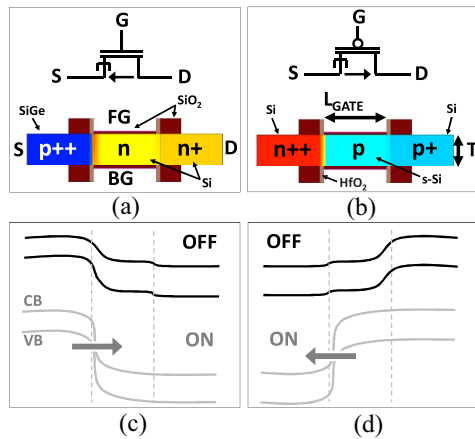 G
S
D
SiGe
FG
SiO2
S
p++
n
n+
D
BG
Si
(a)
G
S
D
Si
LGATE
Si
n++
p
p+
T
HfO2
s-Si
(b)
OFF
CB
VB
ON
(c)
OFF
ON
(d)